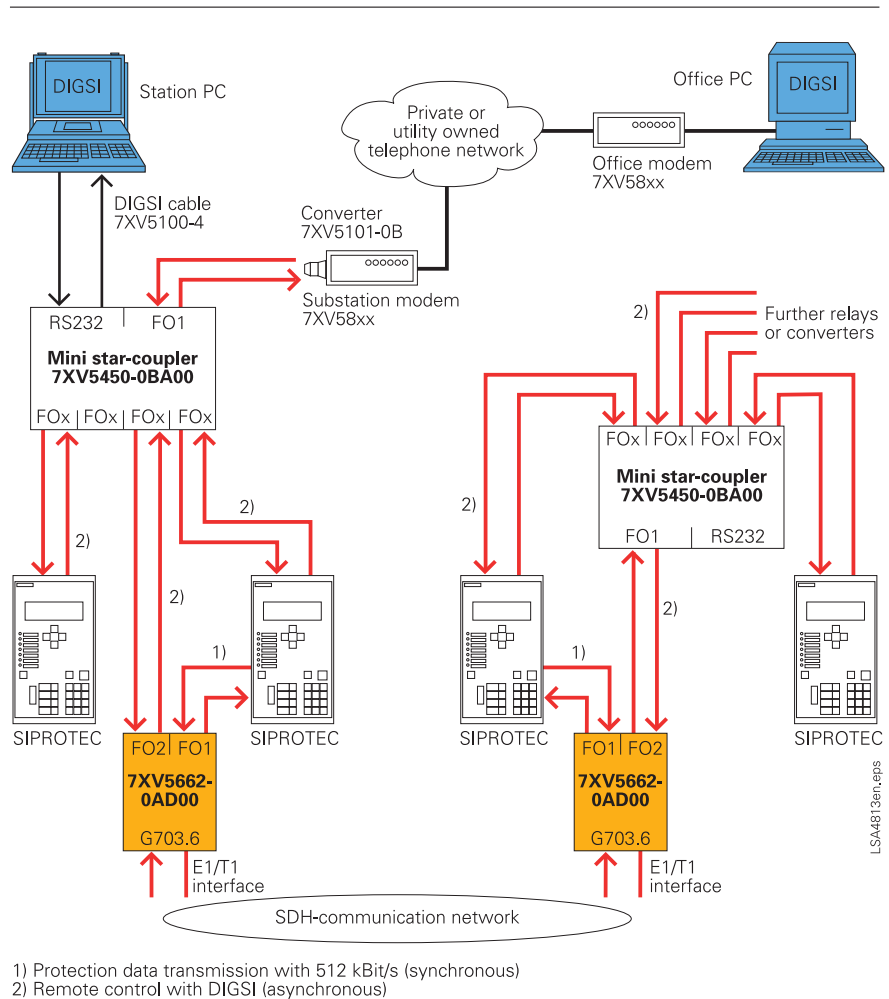 DIGSI
Station PC
Office PC
DIGSI
Private or
utility owned
telephone network
Office modem
7XV58xx
DIGSI cable
7XV5100-4
Converter
7XV5101-0B
Substation modem
7XV58xx
RS232 FO1
Mini star-coupler
7XV5450-0BA00
FOx FOx FOx FOx
2)
Further relays
or converters
FOx FOx FOx FOx
Mini star-coupler
7XV5450-0BA00
FO1 RS232
2)
2)
2)
2)
2)
1)
1)
SIPROTEC
SIPROTEC
SIPROTEC
SIPROTEC
FO2 FO1
7XV5662-
0AD00
G703.6
E1/T1
interface
FO1 FO2
7XV5662-
0AD00
G703.6
E1/T1
interface
SDH-communication network
LSA4813en.eps
1) Protection data transmission with 512 kBit/s (synchronous)
2) Remote control with DIGSI (asynchronous)